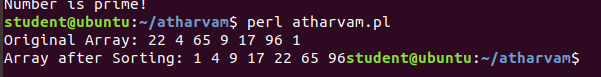 Number is prime!
student@ubuntu:~/atharvam$ perl atharvam.pl
Original Array: 22 4 65 9 17 96 1
Array after Sorting: 1 4 9 17 22 65 96student@ubuntu:~/atharvam$